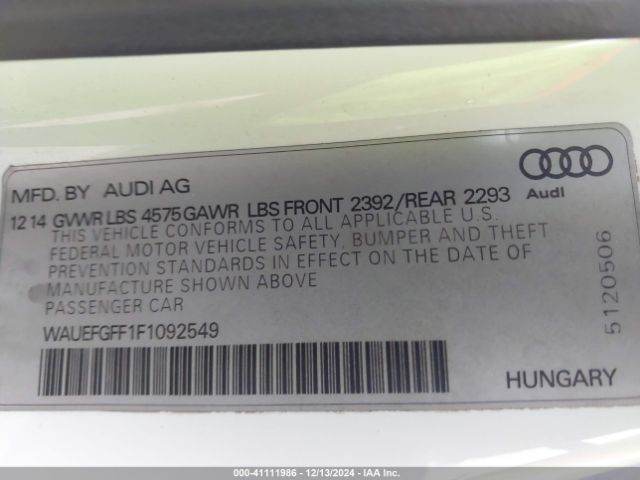 MFD. BY AUDI AG
Audi
12 14 GVWR LBS 4575 GAWR LBS FRONT 2392/REAR 2293
THIS VEHICLE CONFORMS TO ALL APPLICABLE U.S.
FEDERAL MOTOR VEHICLE SAFETY, BUMPER AND THEFT
PREVENTION STANDARDS IN EFFECT ON THE DATE OF
MANUFACTURE SHOWN ABOVE
PASSENGER CAR
WAUEFGFF1F1092549
5120506
HUNGARY
000-41111986 - 12/13/2024 - IAA Inc.